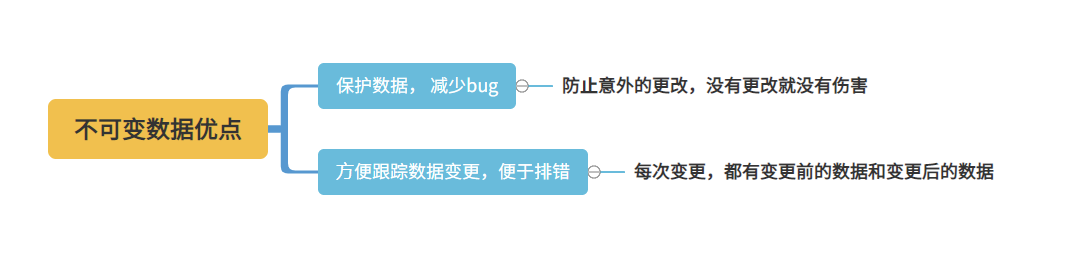 不可变数据优点
保护数据， 减少bug
防止意外的更改，没有更改就没有伤害
方便跟踪数据变更，便于排错
每次变更，都有变更前的数据和变更后的数据